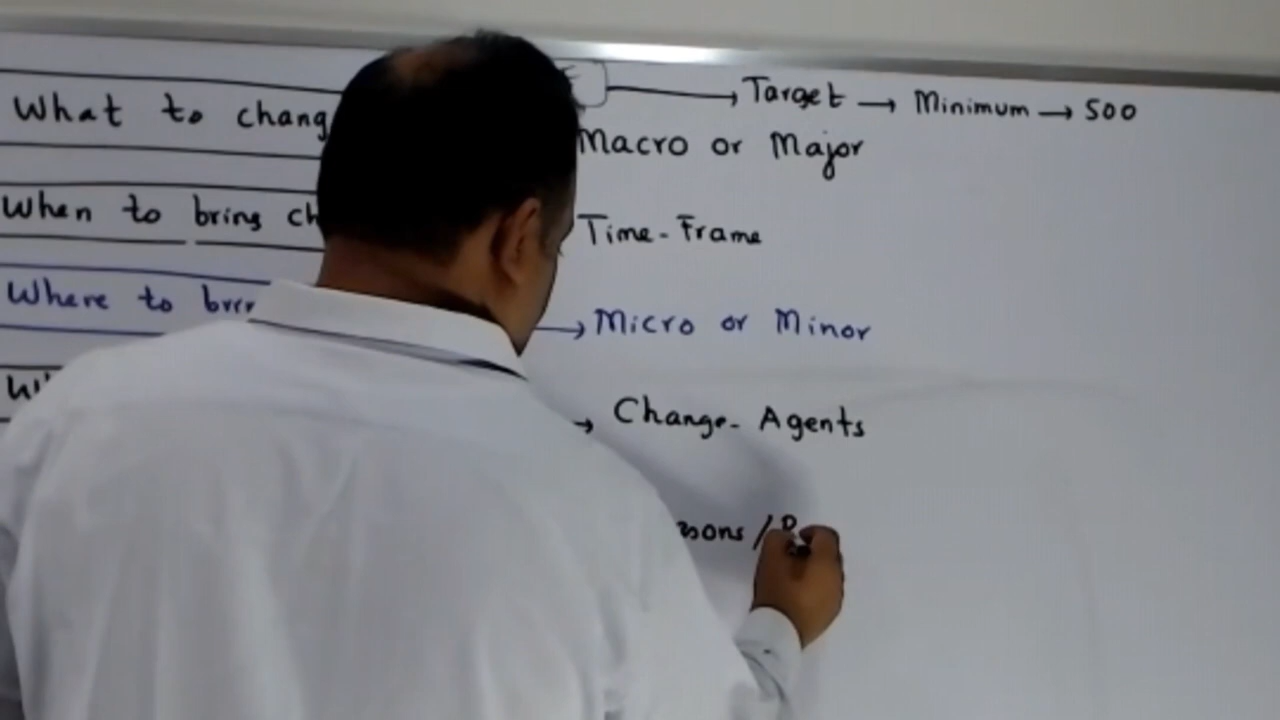 Target → Minimum → 500
What to chang
Macro or Major
When to bring ch
Time-Frame
Where to
→ Micro or Minor
→ Change-Agents
sons /